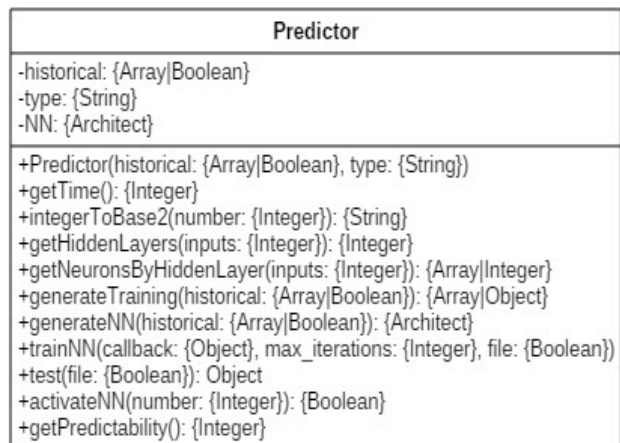 Predictor
-historical: {Array|Boolean}
-type: {String}
-NN: {Architect}
+Predictor(historical: {Array|Boolean}, type: {String})
+getTime(): {Integer}
+integerToBase2(number: {Integer}): {String}
+getHiddenLayers(inputs: {Integer}): {Integer}
+getNeuronsByHiddenLayer(inputs: {Integer}): {Array|Integer}
+generateTraining(historical: {Array|Boolean}): {Array|Object}
+generateNN(historical: {Array|Boolean}): {Architect}
+trainNN(callback: {Object}, max_iterations: {Integer}, file: {Boolean})
+test(file: {Boolean}): Object
+activateNN(number: {Integer}): {Boolean}
+getPredictability(): {Integer}